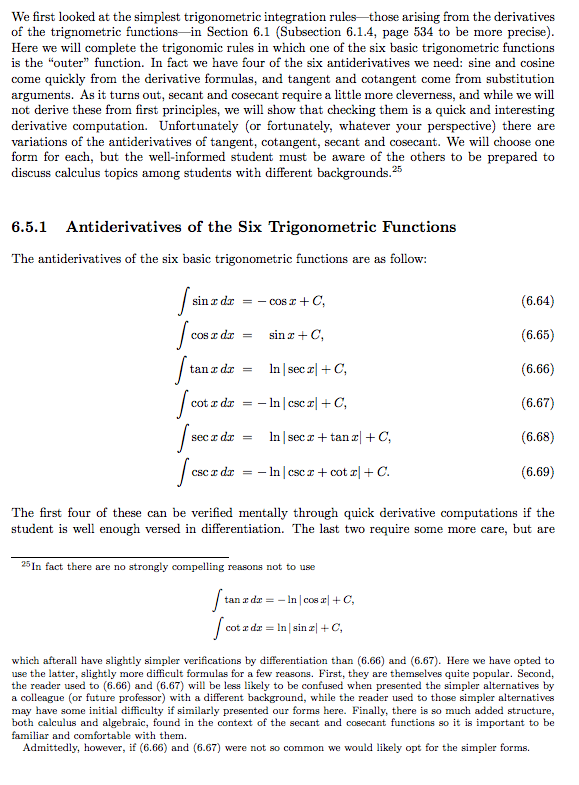 We first looked at the simplest trigonometric integration rules—those arising from the derivatives
of the trignometric functions—in Section 6.1 (Subsection 6.1.4, page 534 to be more precise).
Here we will complete the trigonomic rules in which one of the six basic trigonometric functions
is the “outer” function. In fact we have four of the six antiderivatives we need: sine and cosine
come quickly from the derivative formulas, and tangent and cotangent come from substitution
arguments. As it turns out, secant and cosecant require a little more cleverness, and while we will
not derive these from first principles, we will show that checking them is a quick and interesting
derivative computation. Unfortunately (or fortunately, whatever your perspective) there are
variations of the antiderivatives of tangent, cotangent, secant and cosecant. We will choose one
form for each, but the well-informed student must be aware of the others to be prepared to
discuss calculus topics among students with different backgrounds.²⁵
6.5.1 Antiderivatives of the Six Trigonometric Functions
The antiderivatives of the six basic trigonometric functions are as follow:
∫ sin x dx = − cos x + C, (6.64)
∫ cos x dx = sin x + C, (6.65)
∫ tan x dx = ln | sec x| + C, (6.66)
∫ cot x dx = − ln | csc x| + C, (6.67)
∫ sec x dx = ln | sec x + tan x| + C, (6.68)
∫ csc x dx = − ln | csc x + cot x| + C. (6.69)
The first four of these can be verified mentally through quick derivative computations if the
student is well enough versed in differentiation. The last two require some more care, but are
²⁵In fact there are no strongly compelling reasons not to use
∫ tan x dx = − ln | cos x| + C,
∫ cot x dx = ln | sin x| + C,
which afterall have slightly simpler verifications by differentiation than (6.66) and (6.67). Here we have opted to
use the latter, slightly more difficult formulas for a few reasons. First, they are themselves quite popular. Second,
the reader used to (6.66) and (6.67) will be less likely to be confused when presented the simpler alternatives by
a colleague (or future professor) with a different background, while the reader used to those simpler alternatives
may have some initial difficulty if similarly presented our forms here. Finally, there is so much added structure,
both calculus and algebraic, found in the context of the secant and cosecant functions so it is important to be
familiar and comfortable with them.
Admittedly, however, if (6.66) and (6.67) were not so common we would likely opt for the simpler forms.